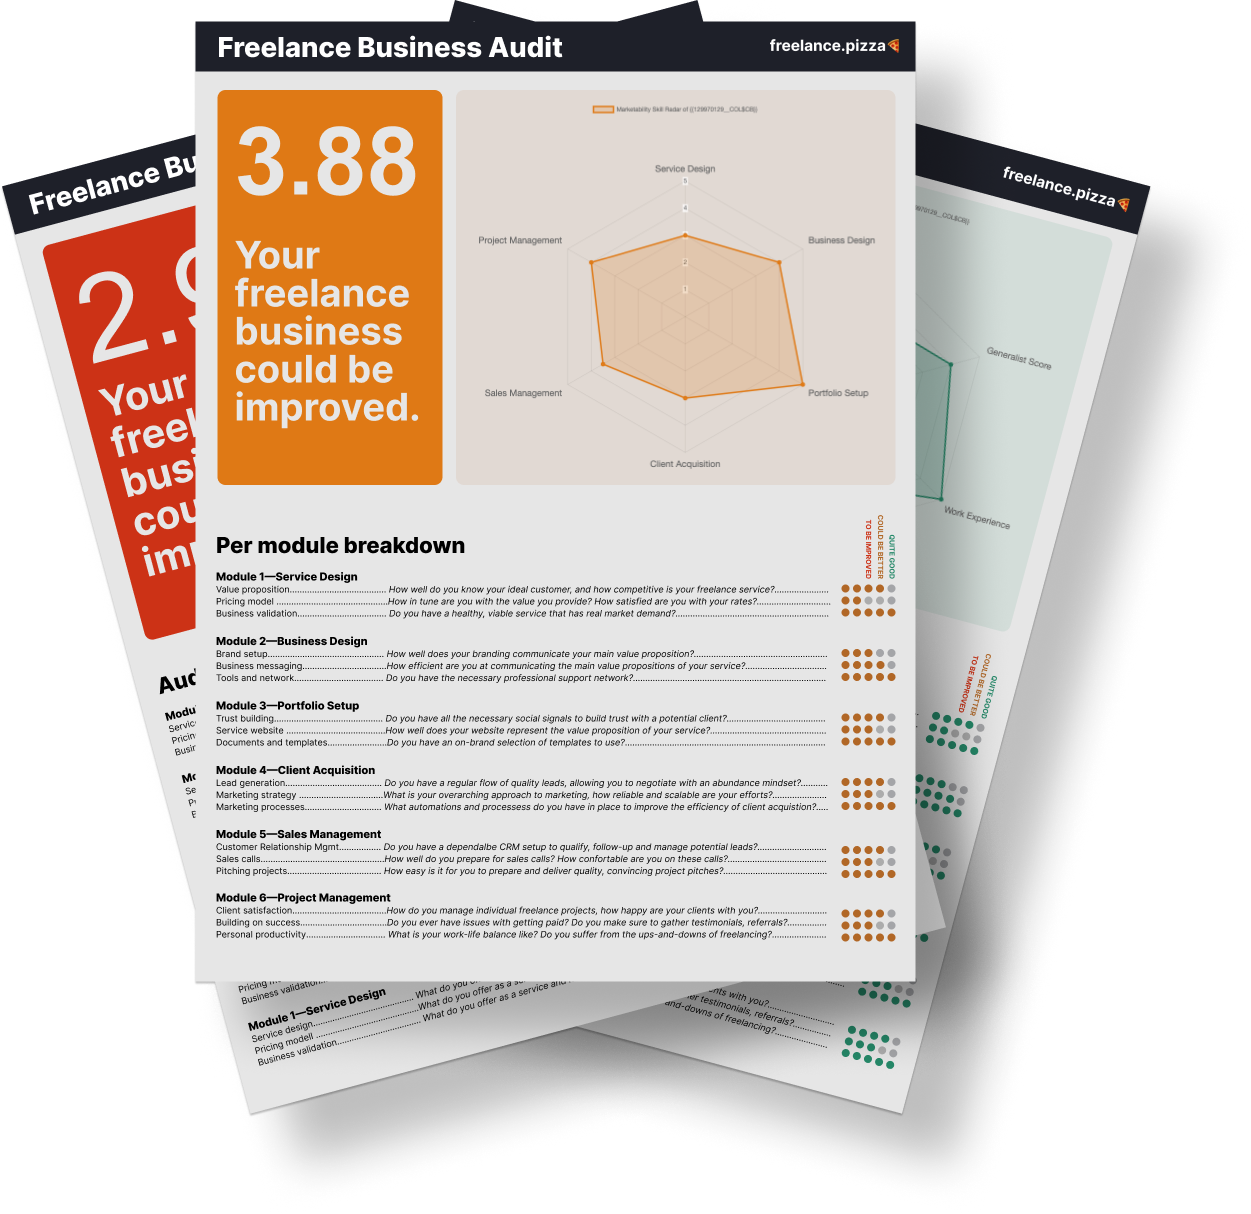 Freelance Business Audit
freelance.pizza
3.88
Your
freelance
business
could be
improved.
Marketability Skill Radar of {{129970129__COL$CB}}
Service Design
5
4
2
1
Project Management
Business Design
Sales Management
Portfolio Setup
Client Acquisition
Per module breakdown
TO BE IMPROVED
COULD BE BETTER
QUITE GOOD
Module 1—Service Design
Value proposition.......... How well do you know your ideal customer, and how competitive is your freelance service?..........
Pricing model ..........How in tune are you with the value you provide? How satisfied are you with your rates?..........
Business validation.......... Do you have a healthy, viable service that has real market demand?..........
Module 2—Business Design
Brand setup.......... How well does your branding communicate your main value proposition?..........
Business messaging..........How efficient are you at communicating the main value propositions of your service?..........
Tools and network.......... Do you have the necessary professional support network?..........
Module 3—Portfolio Setup
Trust building.......... Do you have all the necessary social signals to build trust with a potential client?..........
Service website ..........How well does your website represent the value proposition of your service?..........
Documents and templates..........Do you have an on-brand selection of templates to use?..........
Module 4—Client Acquisition
Lead generation.......... Do you have a regular flow of quality leads, allowing you to negotiate with an abundance mindset?..........
Marketing strategy ..........What is your overarching approach to marketing, how reliable and scalable are your efforts?..........
Marketing processes.......... What automations and processess do you have in place to improve the efficiency of client acquistion?....
Module 5—Sales Management
Customer Relationship Mgmt.......... Do you have a dependalbe CRM setup to qualify, follow-up and manage potential leads?..........
Sales calls..........How well do you prepare for sales calls? How confortable are you on these calls?..........
Pitching projects.......... How easy is it for you to prepare and deliver quality, convincing project pitches?..........
Module 6—Project Management
Client satisfaction..........How do you manage individual freelance projects, how happy are your clients with you?..........
Building on success..........Do you ever have issues with getting paid? Do you make sure to gather testimonials, referrals?..........
Personal productivity.......... What is your work-life balance like? Do you suffer from the ups-and-downs of freelancing?..........
Freelance Bu
2.9
Your
freel
busi
cou
imp
Aud
Modu
Servic
Pricing
Busin
Mo
Se
Business validation..........
Module 1—Service Design
Service design.......... What do you
Pricing modell ..........What do you offer as a s
Business validation.......... What do you offer as a service and
freelance.pizza
Generalist Score
Work Experience
TO BE IMPROVED
COULD BE BETTER
QUITE GOOD
nts with you?..........
er testimonials, referrals?..........
and-downs of freelancing?..........